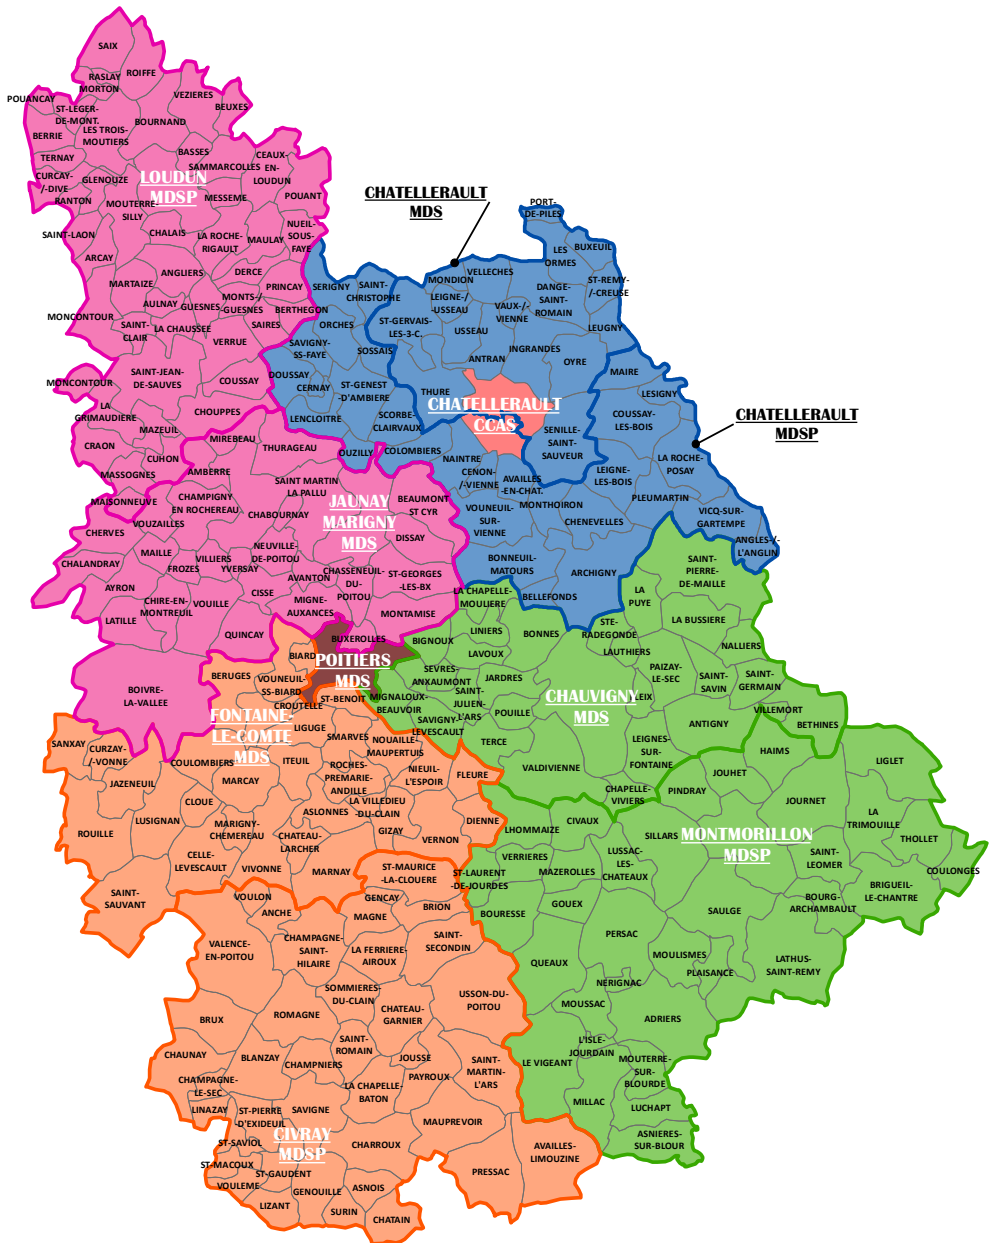 SAIX
RASLAY
MORTON
ROIFFE
POUANCAY
VEZIERES
BEUXES
ST-LEGER-
DE-MONT.
BOURNAND
BERRIE
LES TROIS-
MOUTIERS
TERNAY
BASSES
SAMMARCOLLES
CEAUX-
EN-
LOUDUN
CURCAY-
/-DIVE
GLENOUZE
LOUDUN
MDSP
RANTON
MOUTERRE-
SILLY
MESSEME
POUANT
SAINT-LAON
CHALAIS
LA ROCHE-
RIGAULT
MAULAY
NUEIL-
SOUS-
FAYE
ARCAY
ANGLIERS
DERCE
MARTAIZE
PRINCAY
AULNAY
GUESNES
MONTS-/
GUESNES
BERTHEGON
MONCONTOUR
SAINT-
CLAIR
LA CHAUSSEE
SAIRES
VERRUE
SAINT-JEAN-
DE-SAUVES
MONCONTOUR
COUSSAY
LA
GRIMAUDIERE
CHOUPPES
MAZEUIL
CRAON
CUHON
MASSOGNES
CHATELLERAULT
MDS
PORT-
DE-PILES
LES
ORMES
BUXEUIL
MONDION
VELLECHES
SERIGNY
SAINT-
CHRISTOPHE
LEIGNE-/
-USSEAU
DANGE-
SAINT-
ROMAIN
ST-REMY-
/-CREUSE
VAUX-/-
VIENNE
ORCHES
ST-GERVAIS-
LES-3-C.
USSEAU
LEUGNY
SAVIGNY-
SS-FAYE
SOSSAIS
INGRANDES
ANTRAN
OYRE
MAIRE
DOUSSAY
CERNAY
ST-GENEST
-D'AMBIERE
THURE
LESIGNY
CHATELLERAULT
CCAS
CHATELLERAULT
MDSP
LENCLOITRE
SCORBE-
CLAIRVAUX
COUSSAY-
LES-BOIS
SENILLE-
SAINT-
SAUVEUR
OUZILLY
COLOMBIERS
NAINTRE
LA ROCHE-
POSAY
CENON-
/-VIENNE
AVAILLES
-EN-CHAT.
LEIGNE-
LES-BOIS
PLEUMARTIN
MONTHOIRON
VOUNEUIL-
SUR-
VIENNE
CHENEVELLES
VICQ-SUR-
GARTEMPE
ANGLES-/-
L'ANGLIN
BONNEUIL-
MATOURS
ARCHIGNY
BELLEFONDS
MIREBEAU
THURAGEAU
AMBERRE
SAINT MARTIN
LA PALLU
MAISONNEUVE
CHAMPIGNY
EN ROCHEREAU
JAUNAY
MARIGNY
MDS
BEAUMONT
ST CYR
VOUZAILLES
CHABOURNAY
CHERVES
DISSAY
MAILLE
VILLIERS
NEUVILLE-
DE-POITOU
CHALANDRAY
FROZES
YVERSAY
AVANTON
CHASSENEUIL-
DU-
POITOU
ST-GEORGES
-LES-BX
AYRON
CISSE
CHIRE-EN-
MONTREUIL
VOUILLE
MIGNE-
AUXANCES
MONTAMISE
LATILLE
QUINCAY
BUXEROLLES
BOIVRE-
LA-VALLEE
POITIERS
MDS
BIARD
BERUGES
VOUNEUIL-
SS-BIARD
CROUTELLE
ST-BENOIT
FONTAINE-
LE-COMTE
MDS
LIGUGE
SMARVES
NOUAILLE-
MAUPERTUIS
SANXAY
CURZAY-
/-VONNE
COULOMBIERS
ITEUIL
ROCHES-
PREMARIE-
ANDILLE
NIEUIL-
L'ESPOIR
FLEURE
JAZENEUIL
MARCAY
CLOUE
LA VILLEDIEU
-DU-CLAIN
ASLONNES
LUSIGNAN
MARIGNY-
CHEMEREAU
GIZAY
DIENNE
ROUILLE
CHATEAU-
LARCHER
VERNON
CELLE-
LEVESCAULT
VIVONNE
MARNAY
SAINT-
SAUVANT
LA CHAPELLE-
MOULIERE
LA
PUYE
SAINT-
PIERRE-
DE-MAILLE
LINIERS
BONNES
STE-
RADEGONDE
LA BUSSIERE
BIGNOUX
LAVOUX
LAUTHIERS
NALLIERS
SEVRES-
ANXAUMONT
JARDRES
PAIZAY-
LE-SEC
SAINT-
SAVIN
SAINT-
GERMAIN
MIGNALOUX-
BEAUVOIR
SAINT-
JULIEN-
L'ARS
CHAUVIGNY
MDS
LEIX
POUILLE
VILLEMORT
SAVIGNY-
LEVESCAULT
ANTIGNY
BETHINES
TERCE
LEIGNES-
SUR-
FONTAINE
VALDIVIENNE
CHAPELLE-
VIVIERS
HAIMS
LIGLET
JOUHET
PINDRAY
JOURNET
LA
TRIMOUILLE
LHOMMAIZE
CIVAUX
SILLARS
MONTMORILLON
MDSP
THOLLET
VERRIERES
LUSSAC-
LES-
CHATEAUX
SAINT-
LEOMER
COULONGES
ST-LAURENT
-DE-JOURDES
MAZEROLLES
BRIGUEIL-
LE-CHANTRE
BOURESSE
GOUEX
SAULGE
BOURG-
ARCHAMBAULT
PERSAC
MOULISMES
QUEAUX
LATHUS-
SAINT-REMY
NERIGNAC
PLAISANCE
MOUSSAC
ADRIERS
L'ISLE-
JOURDAIN
LE VIGEANT
MOUTERRE-
SUR-
BLOURDE
MILLAC
LUCHAPT
ASNIERES-
SUR-BLOUR
ST-MAURICE
-LA-CLOUERE
VOULON
GENCAY
BRION
ANCHE
MAGNE
VALENCE-
EN-POITOU
CHAMPAGNE-
SAINT-
HILAIRE
LA FERRIERE-
AIROUX
SAINT-
SECONDIN
SOMMIERES-
DU-CLAIN
USSON-DU-
POITOU
BRUX
ROMAGNE
CHATEAU-
GARNIER
SAINT-
ROMAIN
CHAUNAY
BLANZAY
CHAMPNIERS
JOUSSE
SAINT-
MARTIN-
L'ARS
PAYROUX
CHAMPAGNE-
LE-SEC
LA CHAPELLE-
BATON
LINAZAY
ST-PIERRE
-D'EXIDEUIL
SAVIGNE
MAUPREVOIR
CIVRAY
MDSP
ST-SAVIOL
CHARROUX
AVAILLES-
LIMOUZINE
ST-MACOUX
ST-GAUDENT
PRESSAC
VOULEME
GENOUILLE
ASNOIS
LIZANT
SURIN
CHATAIN